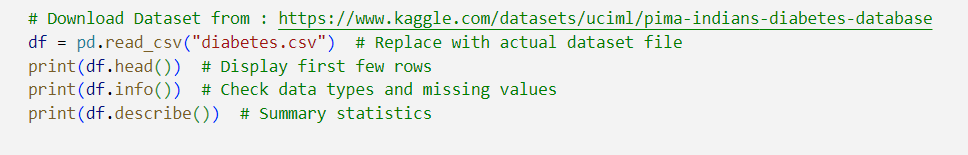 # Download Dataset from : https://www.kaggle.com/datasets/uciml/pima-indians-diabetes-database
df = pd.read_csv("diabetes.csv")  # Replace with actual dataset file
print(df.head())  # Display first few rows
print(df.info())  # Check data types and missing values
print(df.describe())  # Summary statistics